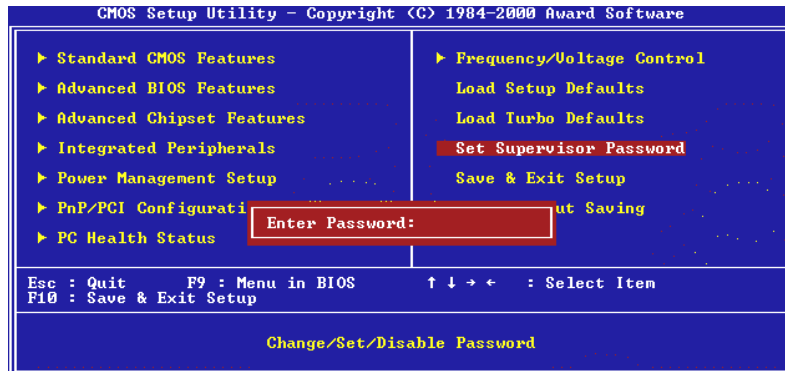 CMOS Setup Utility - Copyright (C) 1984-2000 Award Software
▶ Standard CMOS Features
▶ Advanced BIOS Features
▶ Advanced Chipset Features
▶ Integrated Peripherals
▶ Power Management Setup
▶ PnP/PCI Configurati
▶ PC Health Status
▶ Frequency/Voltage Control
Load Setup Defaults
Load Turbo Defaults
Set Supervisor Password
Save & Exit Setup
ut Saving
Enter Password:
Esc : Quit F9 : Menu in BIOS ↑ ↓ → ← : Select Item
F10 : Save & Exit Setup
Change/Set/Disable Password